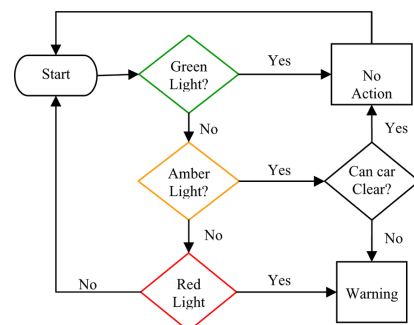 Start
Green
Light?
Yes
No
Action
No
Yes
Amber
Light?
Yes
Can car
Clear?
No
No
No
Red
Light
Yes
Warning